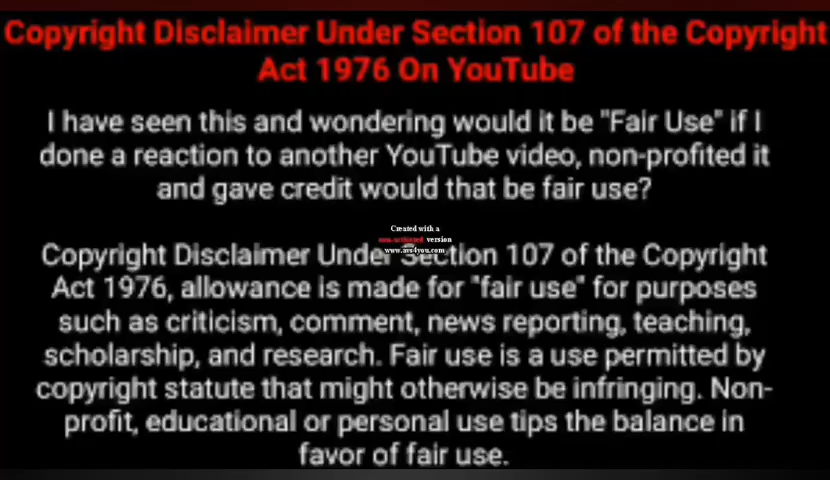 Copyright Disclaimer Under Section 107 of the Copyright
Act 1976 On YouTube
I have seen this and wondering would it be "Fair Use" if I
done a reaction to another YouTube video, non-profited it
and gave credit would that be fair use?
Created with a
non-activated version
www.avs4you.com
Copyright Disclaimer Under Section 107 of the Copyright
Act 1976, allowance is made for "fair use" for purposes
such as criticism, comment, news reporting, teaching,
scholarship, and research. Fair use is a use permitted by
copyright statute that might otherwise be infringing. Non-
profit, educational or personal use tips the balance in
favor of fair use.